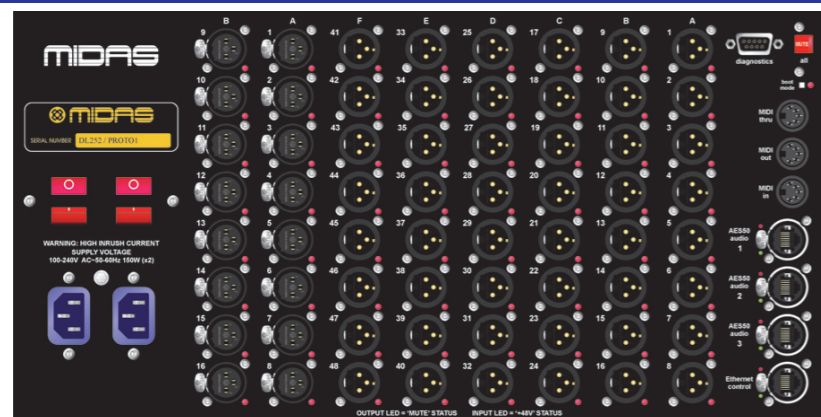 MIDAS
MIDAS
SERIAL NUMBER DL252 / PROTO1
WARNING: HIGH INRUSH CURRENT
SUPPLY VOLTAGE
100-240V AC~50-60Hz 150W (x2)
B A F E D C B A
9 1 41 33 25 17 9 1
10 2 42 34 26 18 10 2
11 3 43 35 27 19 11 3
12 4 44 36 28 20 12 4
13 5 45 37 29 21 13 5
14 6 46 38 30 22 14 6
15 7 47 39 31 23 15 7
16 8 48 40 32 24 16 8
OUTPUT LED = 'MUTE' STATUS INPUT LED = '+48V' STATUS
diagnostics
MUTE
all
boot
mode
MIDI
thru
MIDI
out
MIDI
in
AES50
audio
1
AES50
audio
2
AES50
audio
3
Ethernet
control